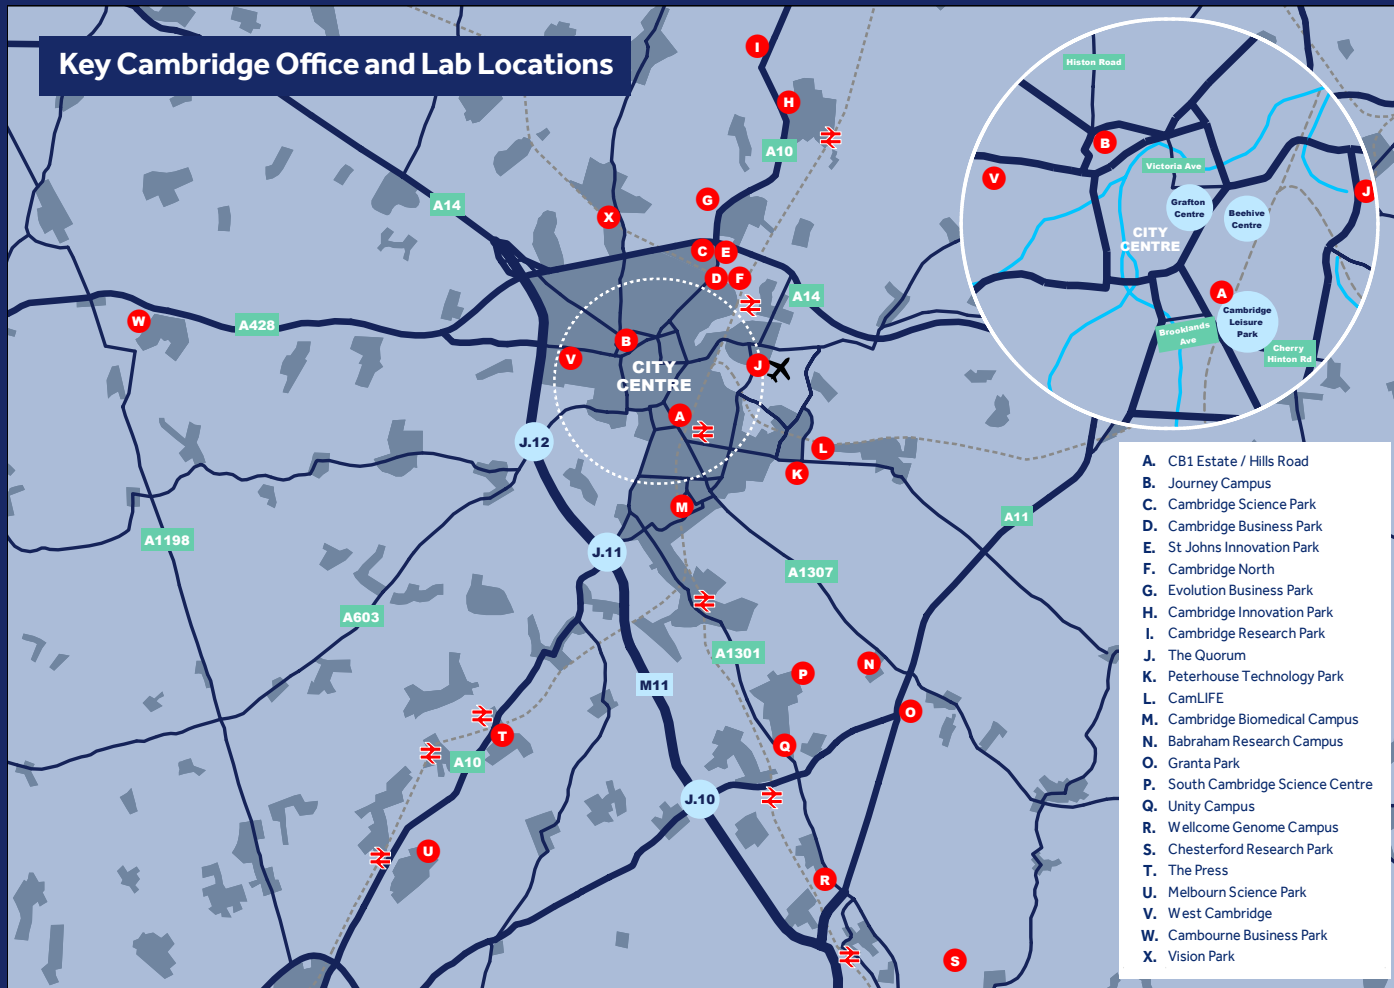 Key Cambridge Office and Lab Locations
I
H
A10
A14
G
X
C
E
D
F
A14
W
A428
B
V
CITY
CENTRE
J
A
J.12
L
K
M
A11
A1198
J.11
A1307
A603
A1301
N
P
M11
O
T
Q
A10
J.10
U
R
S
Histon Road
B
Victoria Ave
V
J
Grafton
Centre
Beehive
Centre
CITY
CENTRE
A
Cambridge
Leisure
Park
Brooklands
Ave
Cherry
Hinton Rd
A. CB1 Estate / Hills Road
B. Journey Campus
C. Cambridge Science Park
D. Cambridge Business Park
E. St Johns Innovation Park
F. Cambridge North
G. Evolution Business Park
H. Cambridge Innovation Park
I. Cambridge Research Park
J. The Quorum
K. Peterhouse Technology Park
L. CamLIFE
M. Cambridge Biomedical Campus
N. Babraham Research Campus
O. Granta Park
P. South Cambridge Science Centre
Q. Unity Campus
R. Wellcome Genome Campus
S. Chesterford Research Park
T. The Press
U. Melbourn Science Park
V. West Cambridge
W. Cambourne Business Park
X. Vision Park